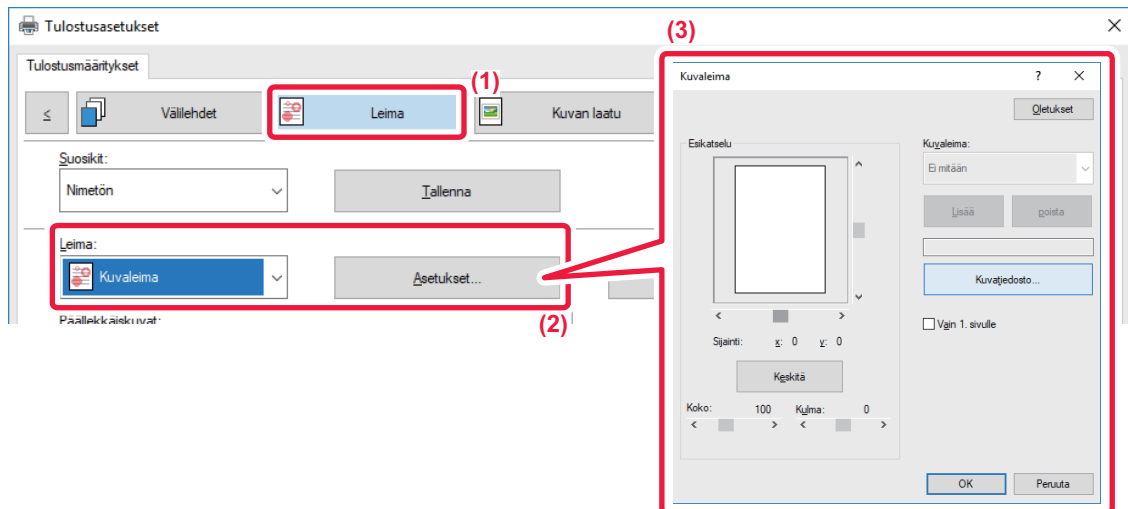 Tulostusasetukset
(3)
Tulostusmääritykset
(1)
≤
Välilehdet
Leima
Kuvan laatu
Suosikit:
Nimetön
Tallenna
Leima:
Kuvaleima
Asetukset...
(2)
Päällekkäiskuvat:
Kuvaleima
?
Oletukset
Esikatselu
Kuvaleima:
Ei mitään
Lisää
poista
Kuvatiedosto...
Vain 1. sivulle
Sijainti: x: 0 y: 0
Keskitä
Koko: 100 Kulma: 0
OK
Peruuta